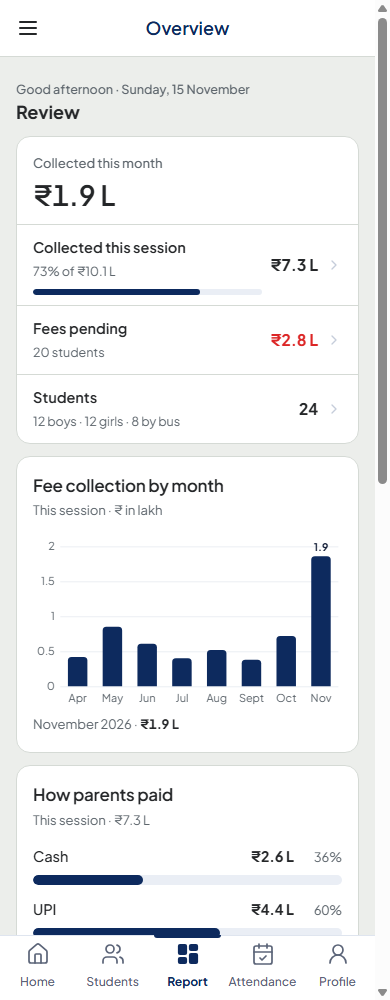 Overview
Good afternoon · Sunday, 15 November
Review
Collected this month
₹1.9 L
Collected this session
73% of ₹10.1 L
₹7.3 L
Fees pending
20 students
₹2.8 L
Students
12 boys · 12 girls · 8 by bus
24
Fee collection by month
This session · ₹ in lakh
2
1.5
1
0.5
0
1.9
Apr May Jun Jul Aug Sept Oct Nov
November 2026 · ₹1.9 L
How parents paid
This session · ₹7.3 L
Cash ₹2.6 L 36%
UPI ₹4.4 L 60%
Home Students Report Attendance Profile